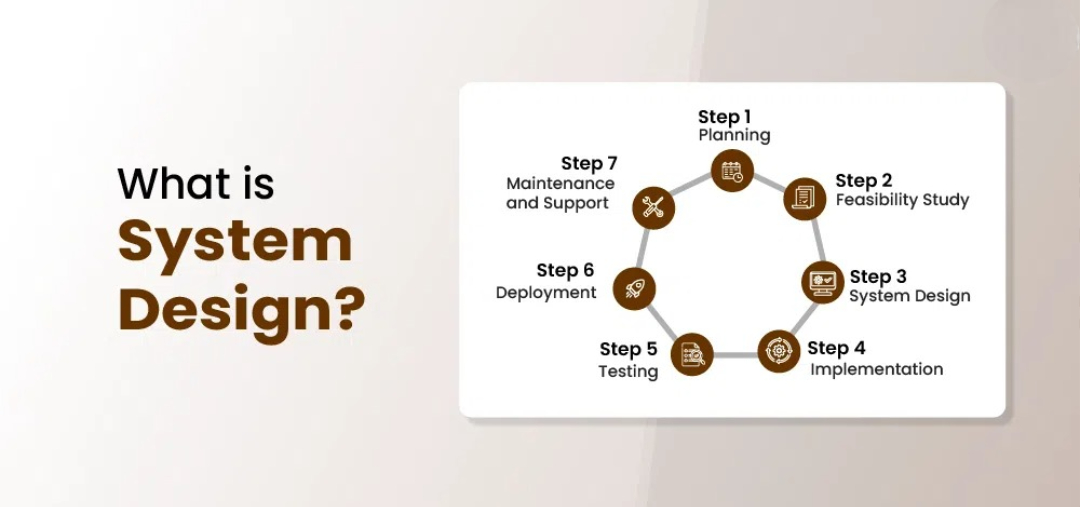 What is
System
Design?
Step 1
Planning
Step 2
Feasibility Study
Step 3
System Design
Step 4
Implementation
Step 5
Testing
Step 6
Deployment
Step 7
Maintenance
and Support